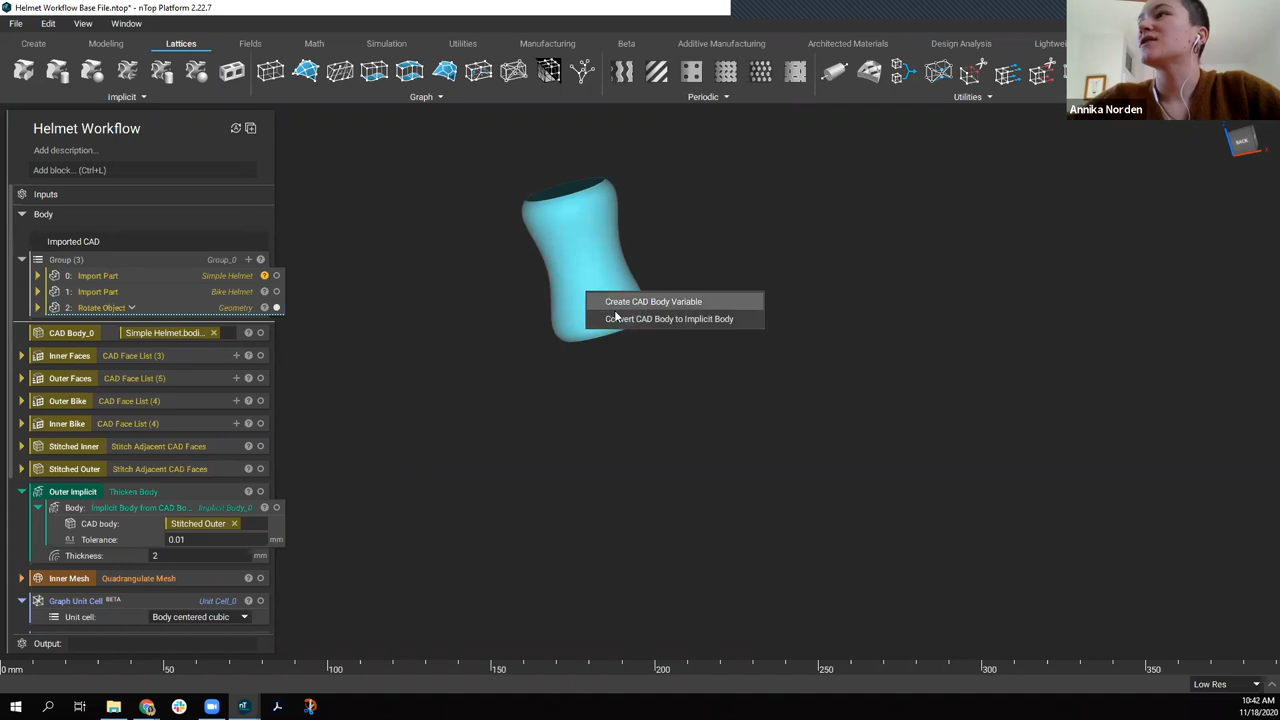 Helmet Workflow Base File.ntop* - nTop Platform 2.22.7
File Edit View Window
Create Modeling Lattices Fields Math Simulation Utilities Manufacturing Beta Additive Manufacturing Architected Materials Design Analysis Lightwei
Implicit Graph Periodic Utilities
Annika Norden
Helmet Workflow
Add description...
Add block... (Ctrl+L)
BACK
Inputs
Body
Imported CAD
Group (3) Group_0
0: Import Part Simple Helmet
1: Import Part Bike Helmet
2: Rotate Object Geometry
CAD Body_0 Simple Helmet.bodi...
Inner Faces CAD Face List (3)
Outer Faces CAD Face List (5)
Outer Bike CAD Face List (4)
Inner Bike CAD Face List (4)
Stitched Inner Stitch Adjacent CAD Faces
Stitched Outer Stitch Adjacent CAD Faces
Outer Implicit Thicken Body
Body: Implicit Body from CAD Bo... Implicit Body_0
CAD body: Stitched Outer
0.1 Tolerance: 0.01 mm
Thickness: 2 mm
Inner Mesh Quadrangulate Mesh
Graph Unit Cell BETA Unit Cell_0
Unit cell: Body centered cubic
Output:
Create CAD Body Variable
Convert CAD Body to Implicit Body
0 mm 50 100 150 200 250 300 350
Low Res
nT
10:42 AM
11/18/2020